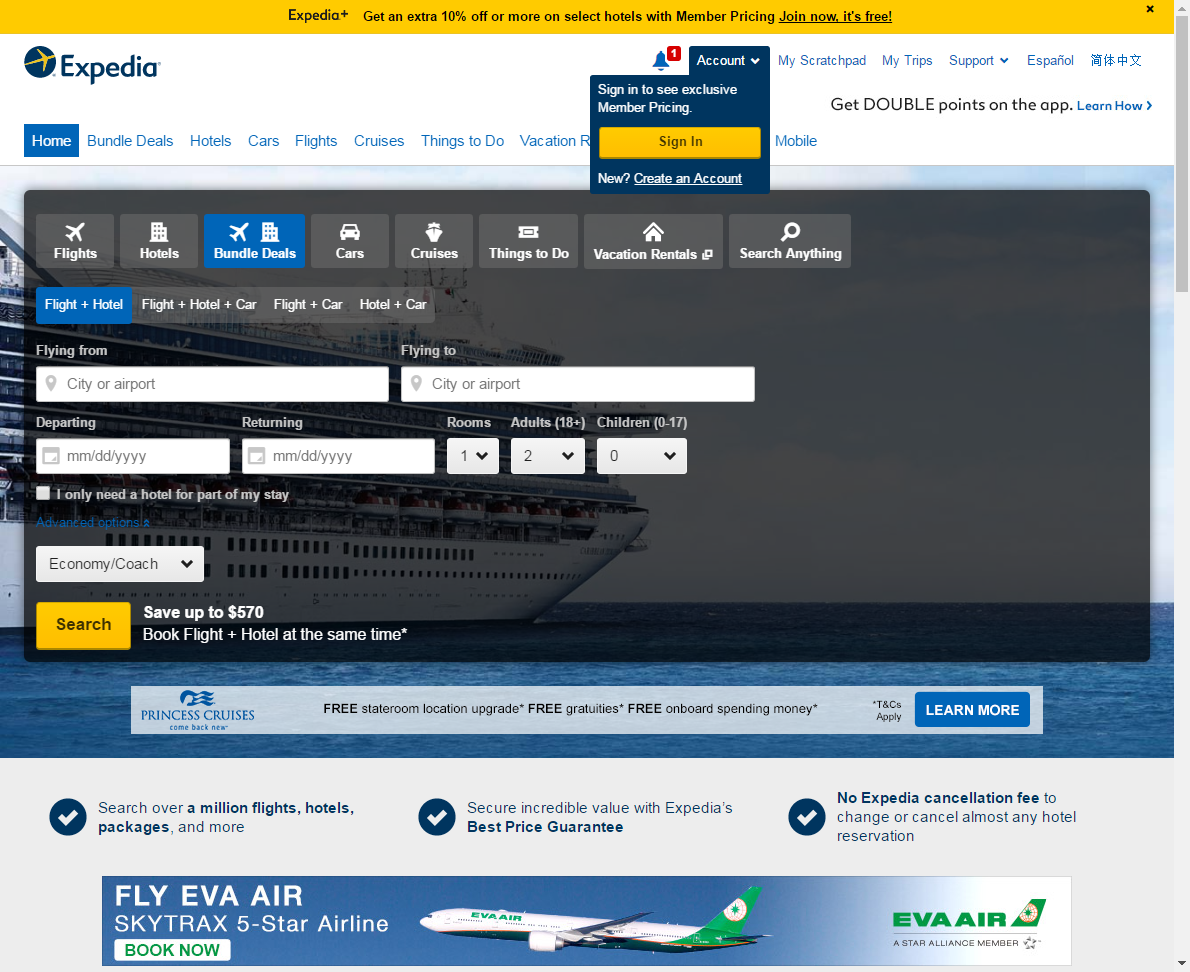 Expedia+ Get an extra 10% off or more on select hotels with Member Pricing Join now, it's free!
Expedia
1
Account
My Scratchpad
My Trips
Support
Español
简体中文
Sign in to see exclusive
Member Pricing.
Sign In
New? Create an Account
Get DOUBLE points on the app. Learn How
Home
Bundle Deals
Hotels
Cars
Flights
Cruises
Things to Do
Vacation R
Mobile
Flights
Hotels
Bundle Deals
Cars
Cruises
Things to Do
Vacation Rentals
Search Anything
Flight + Hotel
Flight + Hotel + Car
Flight + Car
Hotel + Car
Flying from
Flying to
City or airport
City or airport
Departing
Returning
Rooms
Adults (18+)
Children (0-17)
mm/dd/yyyy
mm/dd/yyyy
1
2
0
I only need a hotel for part of my stay
Advanced options
Economy/Coach
Search
Save up to $570
Book Flight + Hotel at the same time*
PRINCESS CRUISES
come back new
FREE stateroom location upgrade* FREE gratuities* FREE onboard spending money*
*T&Cs
Apply
LEARN MORE
Search over a million flights, hotels,
packages, and more
Secure incredible value with Expedia's
Best Price Guarantee
No Expedia cancellation fee to
change or cancel almost any hotel
reservation
FLY EVA AIR
SKYTRAX 5-Star Airline
BOOK NOW
EVA AIR
EVA AIR
A STAR ALLIANCE MEMBER